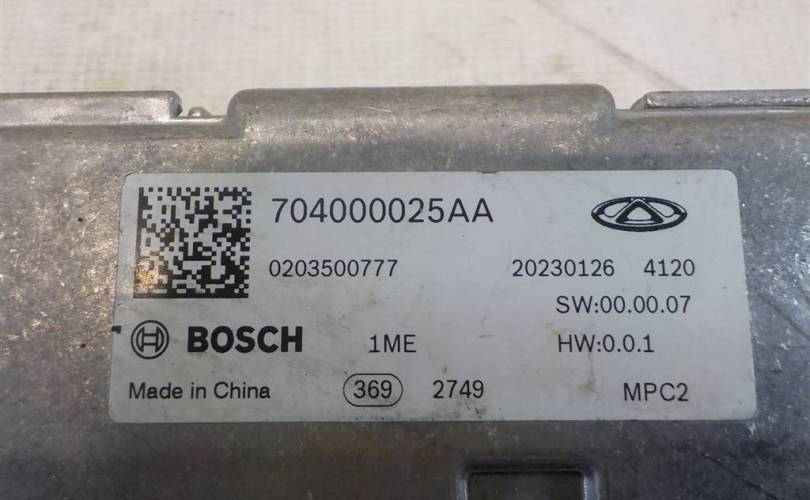 704000025AA
0203500777 20230126 4120
SW:00.00.07
BOSCH 1ME HW:0.0.1
Made in China 369 2749 MPC2